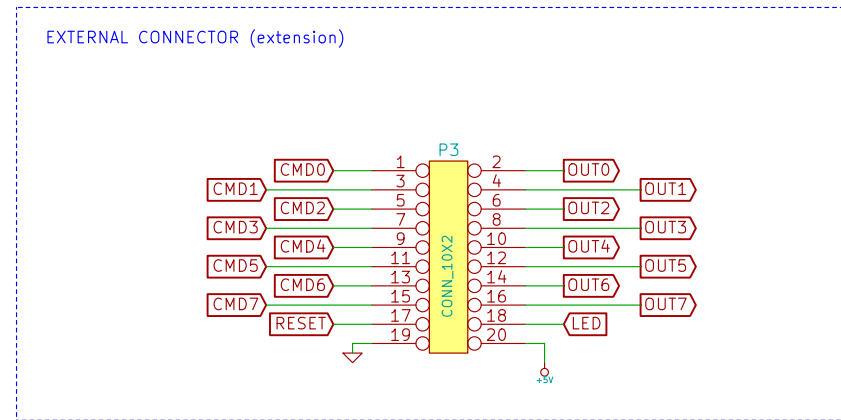 EXTERNAL CONNECTOR (extension)
P3
CMD0 1 2 OUT0
CMD1 3 4 OUT1
CMD2 5 6 OUT2
CMD3 7 8 OUT3
CMD4 9 10 OUT4
CMD5 11 12 OUT5
CMD6 13 14 OUT6
CMD7 15 16 OUT7
RESET 17 18 LED
19 20
CONN_10X2
+5V